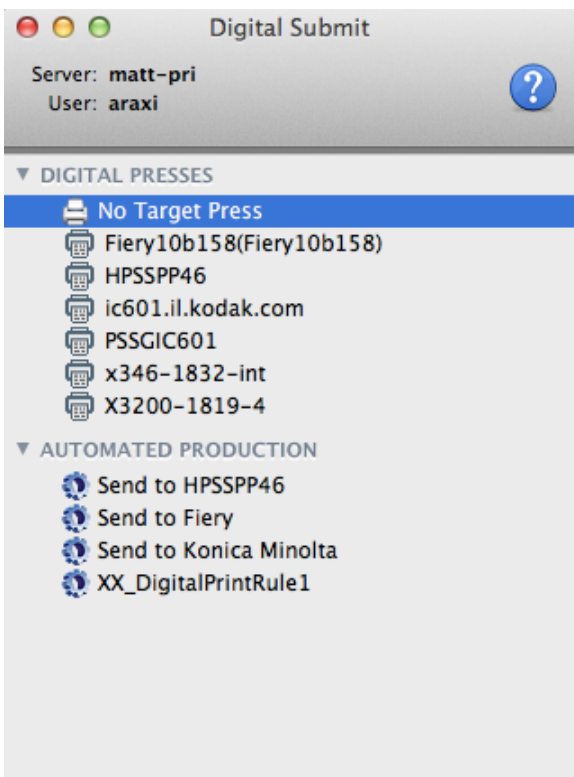 Digital Submit
Server: matt-pri
User: araxi
?
DIGITAL PRESSES
No Target Press
Fiery10b158(Fiery10b158)
HPSSPP46
ic601.il.kodak.com
PSSGIC601
x346-1832-int
X3200-1819-4
AUTOMATED PRODUCTION
Send to HPSSPP46
Send to Fiery
Send to Konica Minolta
XX_DigitalPrintRule1